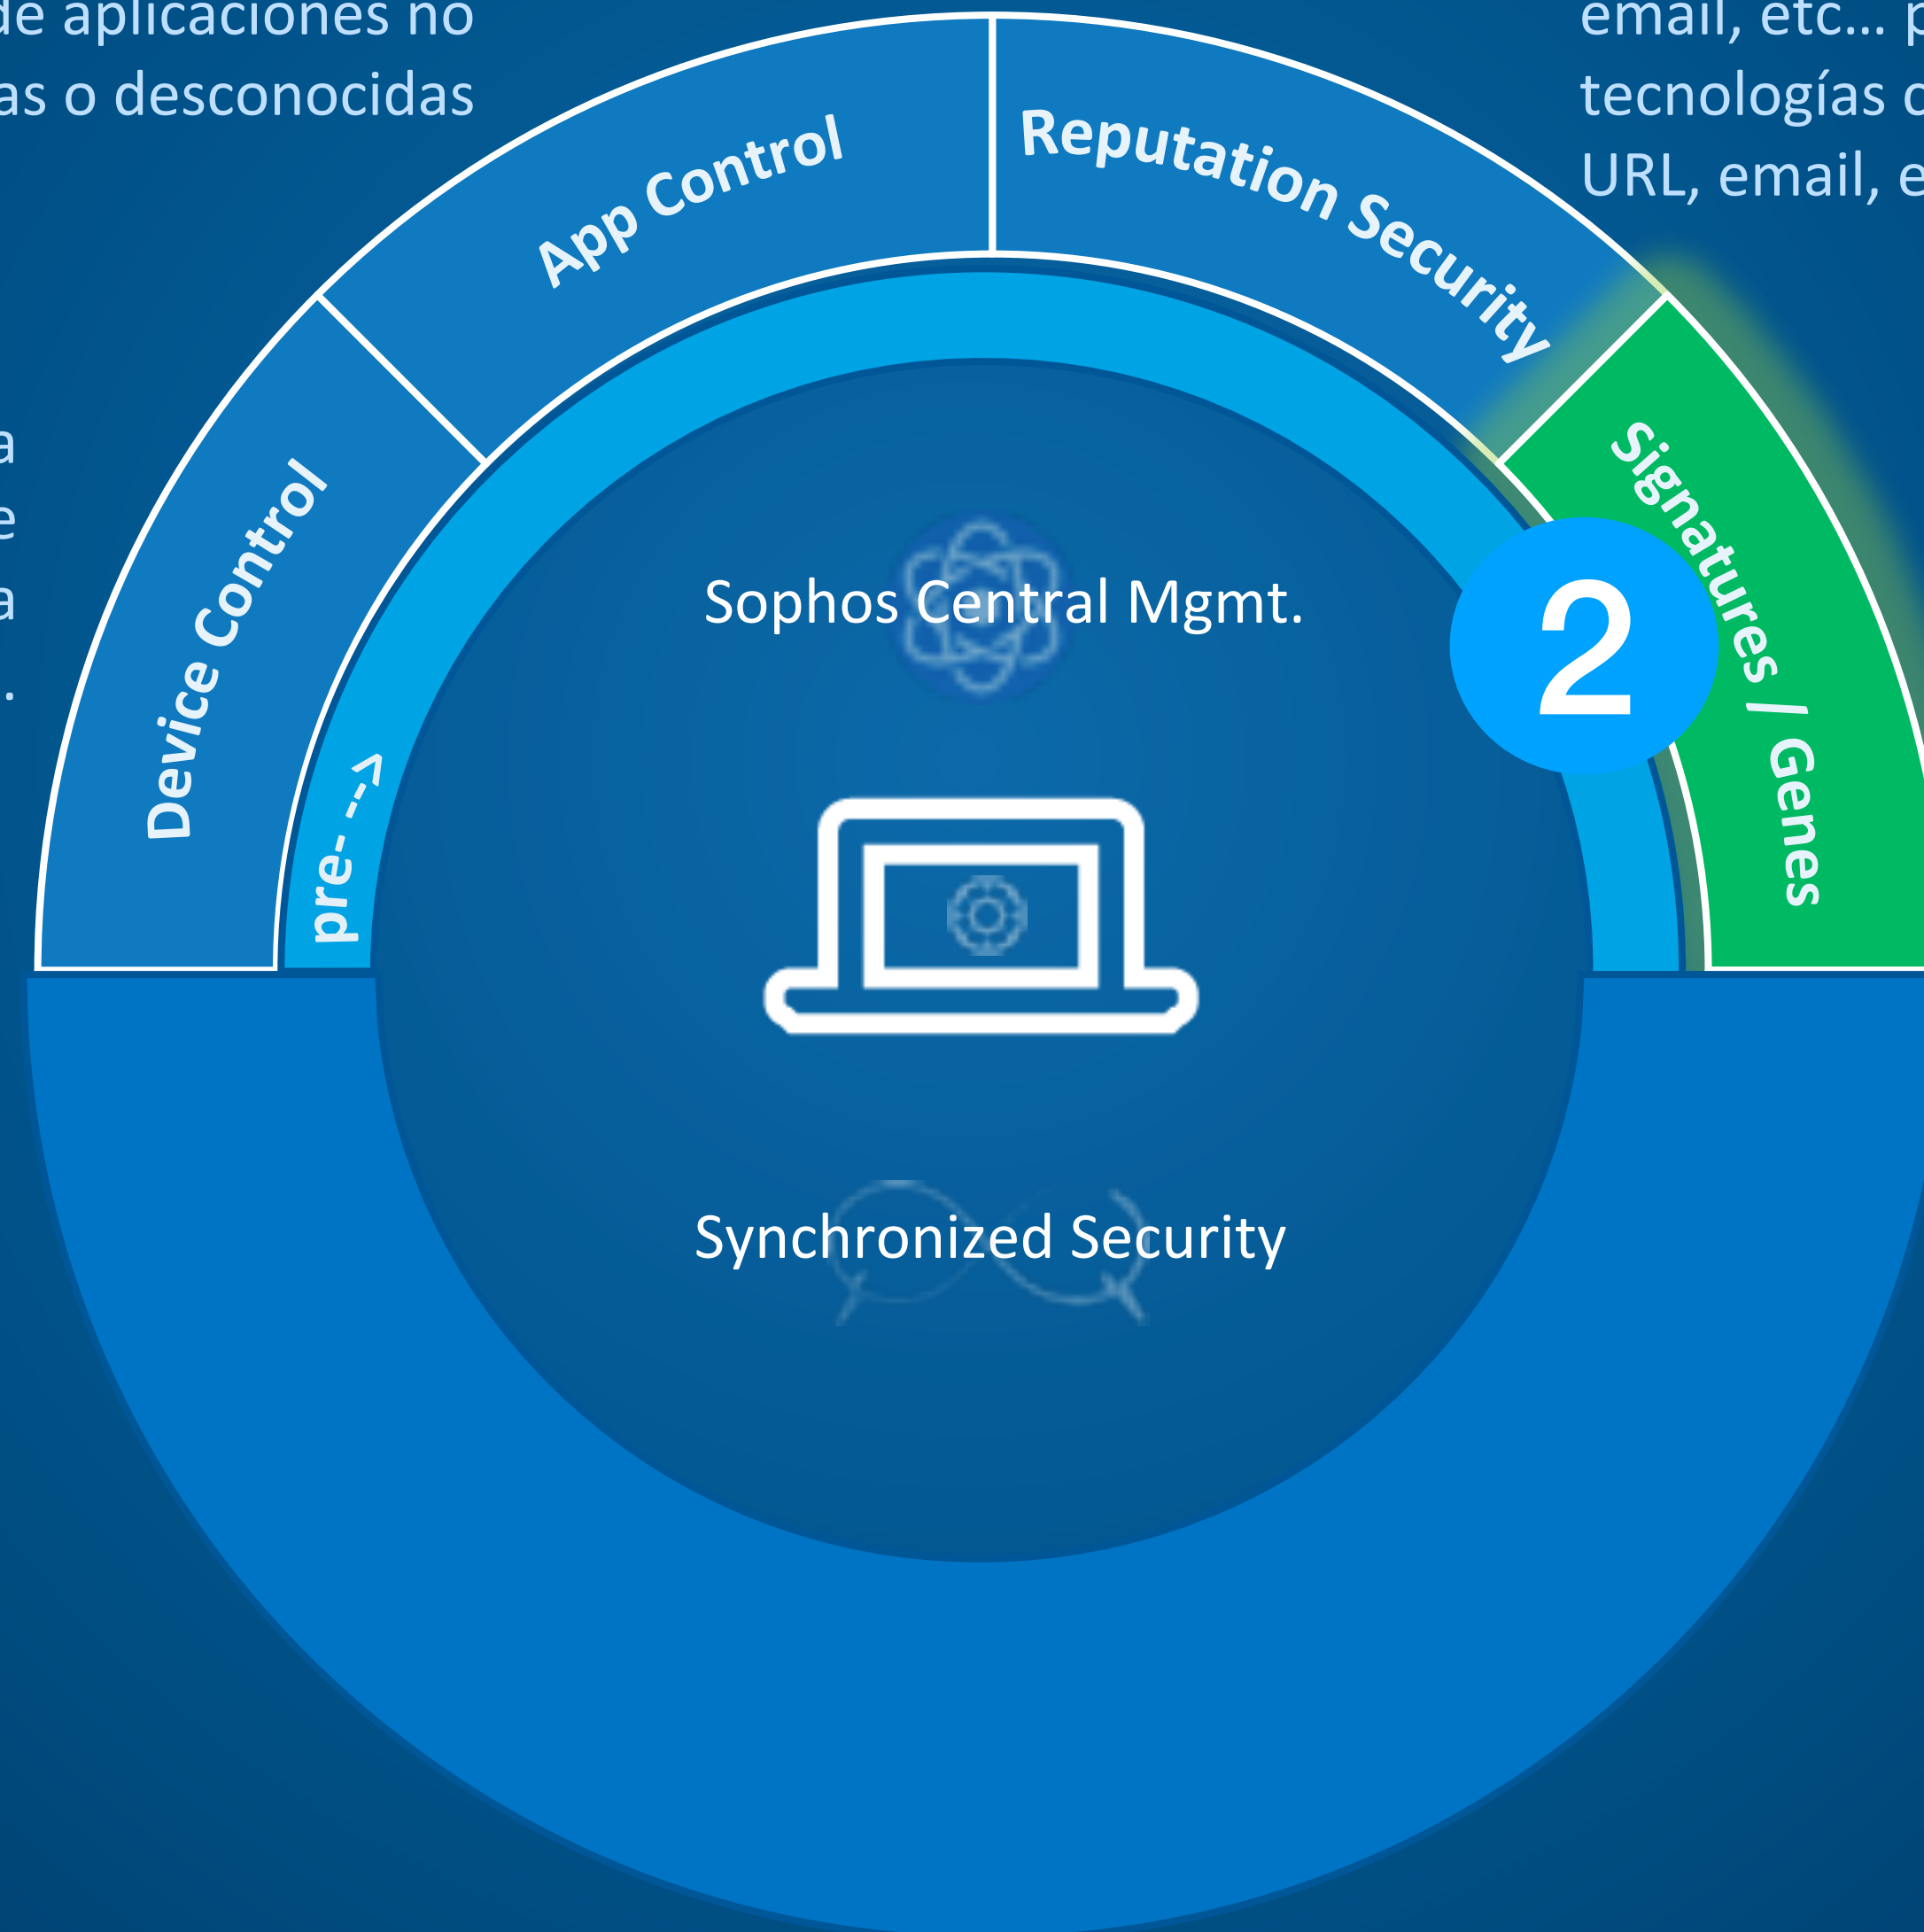 de aplicaciones no
as o desconocidas
email, etc...
tecnologías
URL, email,
App Control
Reputation Security
Device Control
Signatures / Genes
pre- -->
2
a
e
a
.
Sophos Central Mgmt.
Synchronized Security